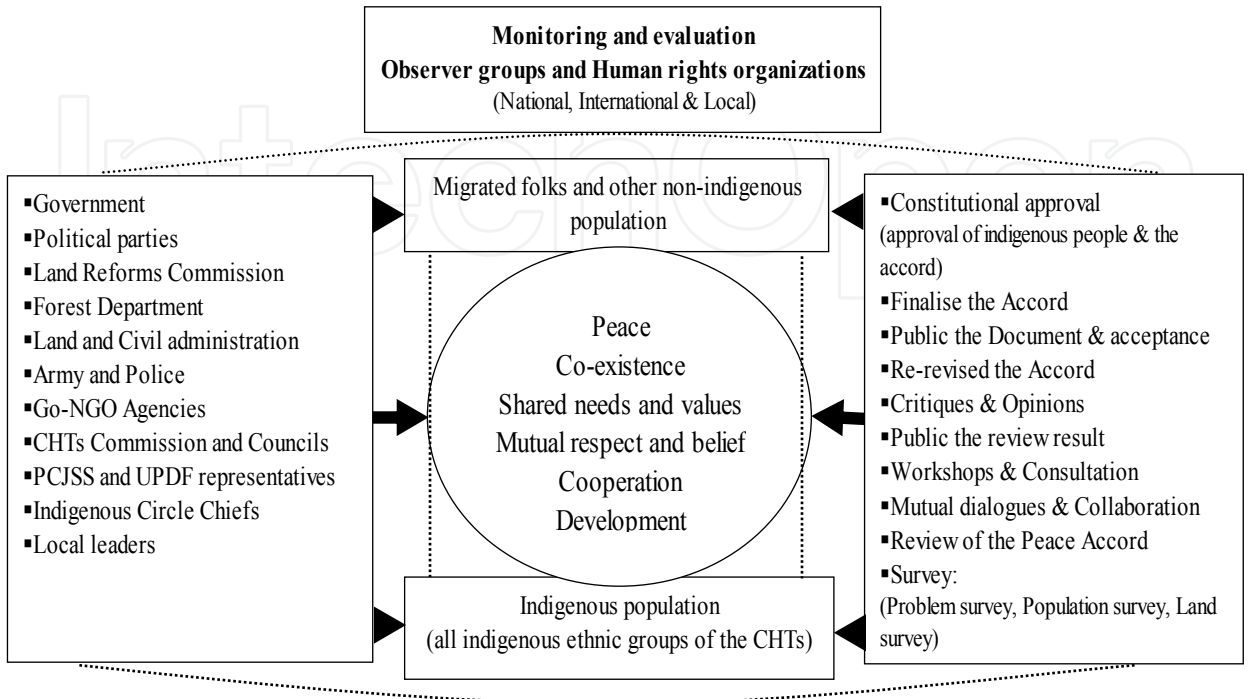 Monitoring and evaluation
Observer groups and Human rights organizations
(National, International & Local)
IntechOpen
▪Government
▪Political parties
▪Land Reforms Commission
▪Forest Department
▪Land and Civil administration
▪Army and Police
▪Go-NGO Agencies
▪CHTs Commission and Councils
▪PCJSS and UPDF representatives
▪Indigenous Circle Chiefs
▪Local leaders
Migrated folks and other non-indigenous
population
Peace
Co-existence
Shared needs and values
Mutual respect and belief
Cooperation
Development
Indigenous population
(all indigenous ethnic groups of the CHTs)
▪Constitutional approval
(approval of indigenous people & the
accord)
▪Finalise the Accord
▪Public the Document & acceptance
▪Re-revised the Accord
▪Critiques & Opinions
▪Public the review result
▪Workshops & Consultation
▪Mutual dialogues & Collaboration
▪Review of the Peace Accord
▪Survey:
(Problem survey, Population survey, Land
survey)